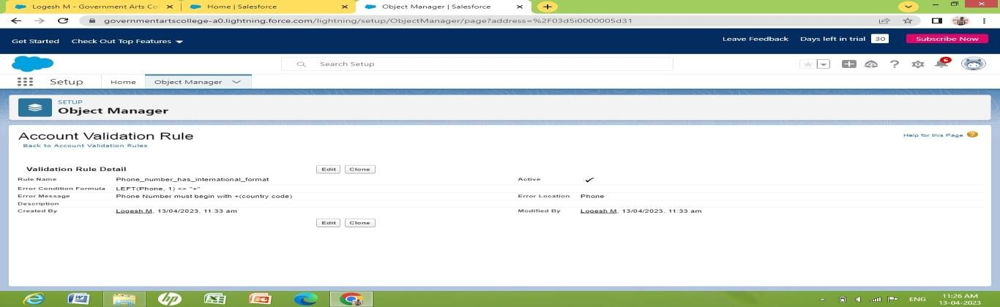 Logesh M - Government Arts Co
Home | Salesforce
Object Manager | Salesforce
governmentartscollege-a0.lightning.force.com/lightning/setup/ObjectManager/page?address=%2F03d5i0000005d31
Get Started Check Out Top Features
Leave Feedback Days left in trial 30 Subscribe Now
Search Setup
6
Setup Home Object Manager
SETUP
Object Manager
Account Validation Rule
Help for this Page
Back to Account Validation Rules
Validation Rule Detail Edit Clone
Rule Name Phone_number_has_international_format Active
Error Condition Formula LEFT(Phone, 1) <> "+"
Error Message Phone Number must begin with +(country code) Error Location Phone
Description
Created By Logesh M, 13/04/2023, 11:33 am Modified By Logesh M, 13/04/2023, 11:33 am
Edit Clone
ENG 11:26 AM
13-04-2023